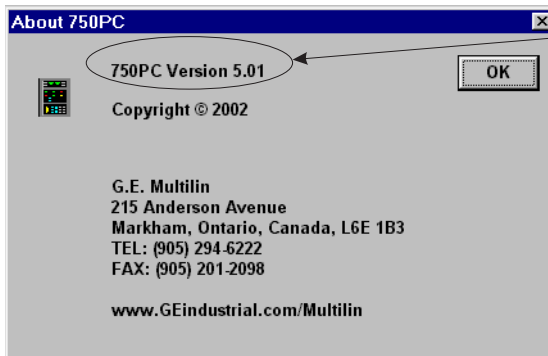 About 750PC
750PC Version 5.01
OK
Copyright © 2002
G.E. Multilin
215 Anderson Avenue
Markham, Ontario, Canada, L6E 1B3
TEL: (905) 294-6222
FAX: (905) 201-2098
www.GEindustrial.com/Multilin